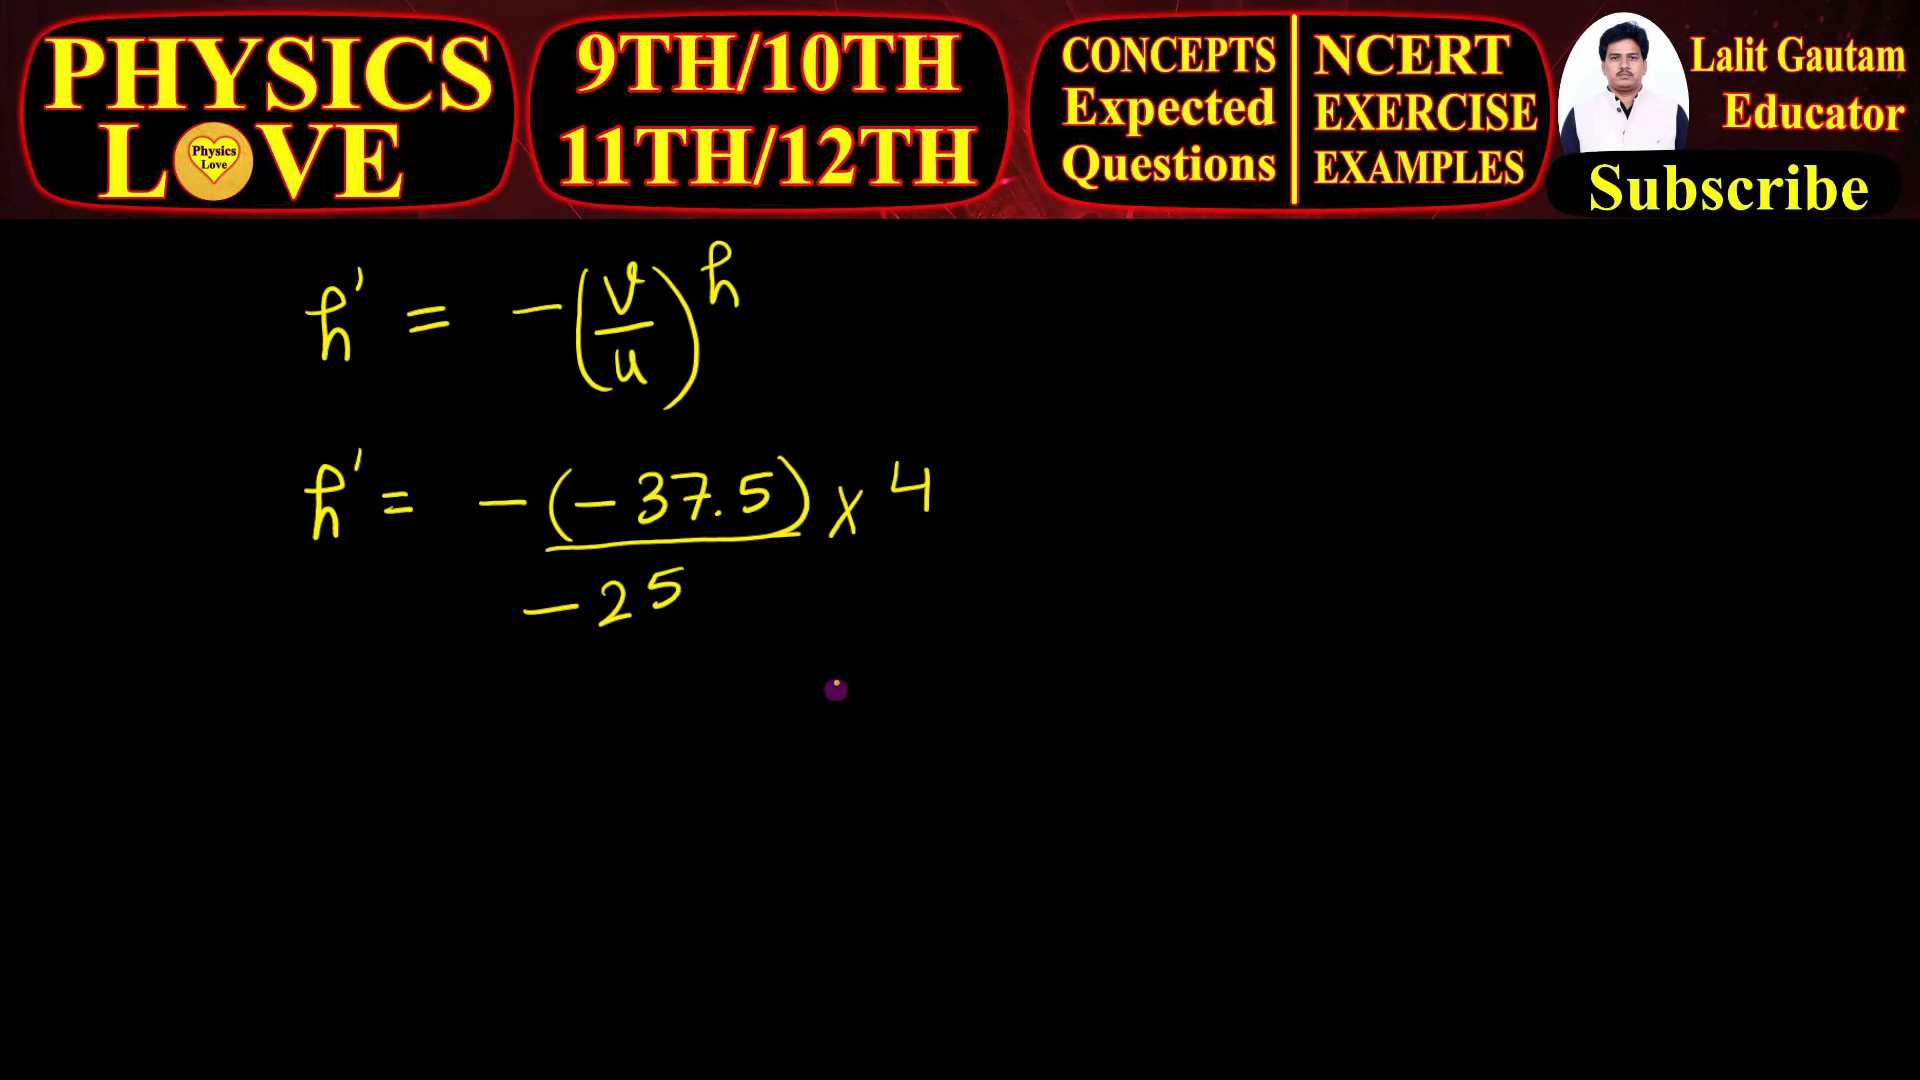 PHYSICS
LOVE
Physics
Love
9TH/10TH
11TH/12TH
CONCEPTS
Expected
Questions
NCERT
EXERCISE
EXAMPLES
Lalit Gautam
Educator
Subscribe
h' = -(v/u) h
h' = -(-37.5)/-25 × 4